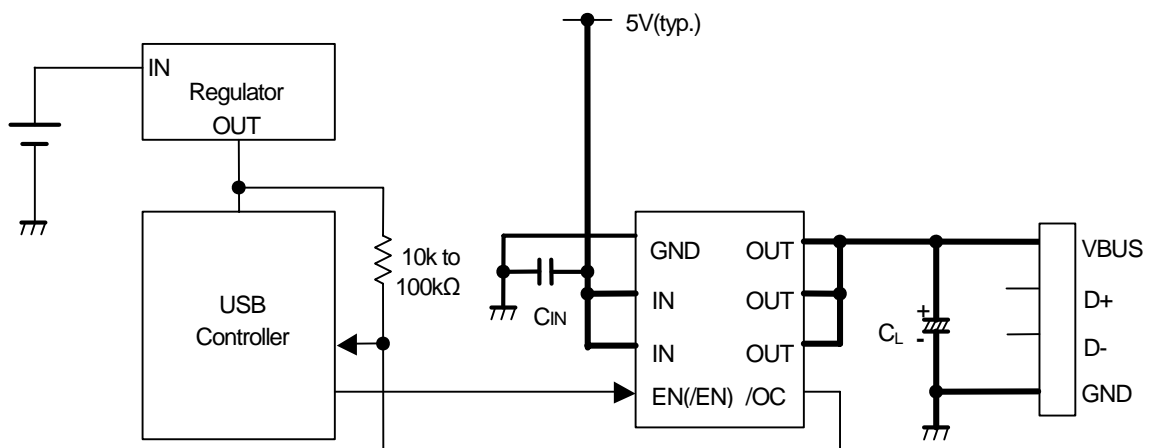 5V(typ.)
IN
Regulator
OUT
10k to
100kΩ
USB
Controller
CIN
GND
IN
IN
EN(/EN)
OUT
OUT
OUT
/OC
CL
+
-
VBUS
D+
D-
GND